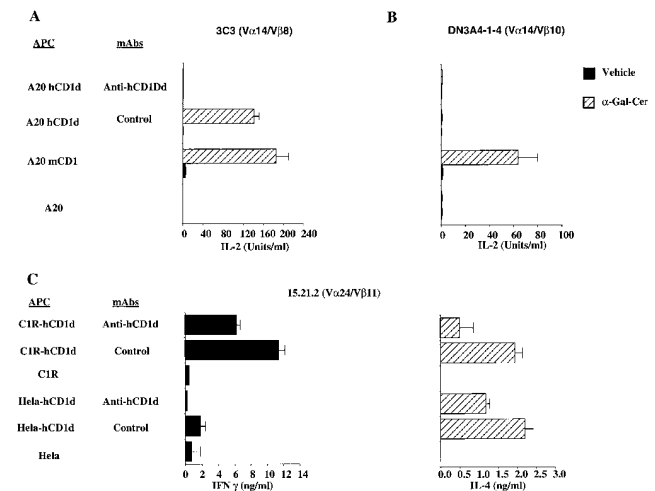 A
B
3C3 (Vα14/Vβ8)
DN3A4-1-4 (Vα14/Vβ10)
APC mAbs
Vehicle
α-Gal-Cer
A20 hCD1d Anti-hCD1Dd
A20 hCD1d Control
A20 mCD1
A20
0 40 80 120 160 200 240
IL-2 (Units/ml)
0 20 40 60 80 100
IL-2 (Units/ml)
C
15.21.2 (Vα24/Vβ11)
APC mAbs
C1R-hCD1d Anti-hCD1d
C1R-hCD1d Control
C1R
Hela-hCD1d Anti-hCD1d
Hela-hCD1d Control
Hela
0 2 4 6 8 10 12 14
IFN γ (ng/ml)
0.0 0.5 1.0 1.5 2.0 2.5 3.0
IL-4 (ng/ml)